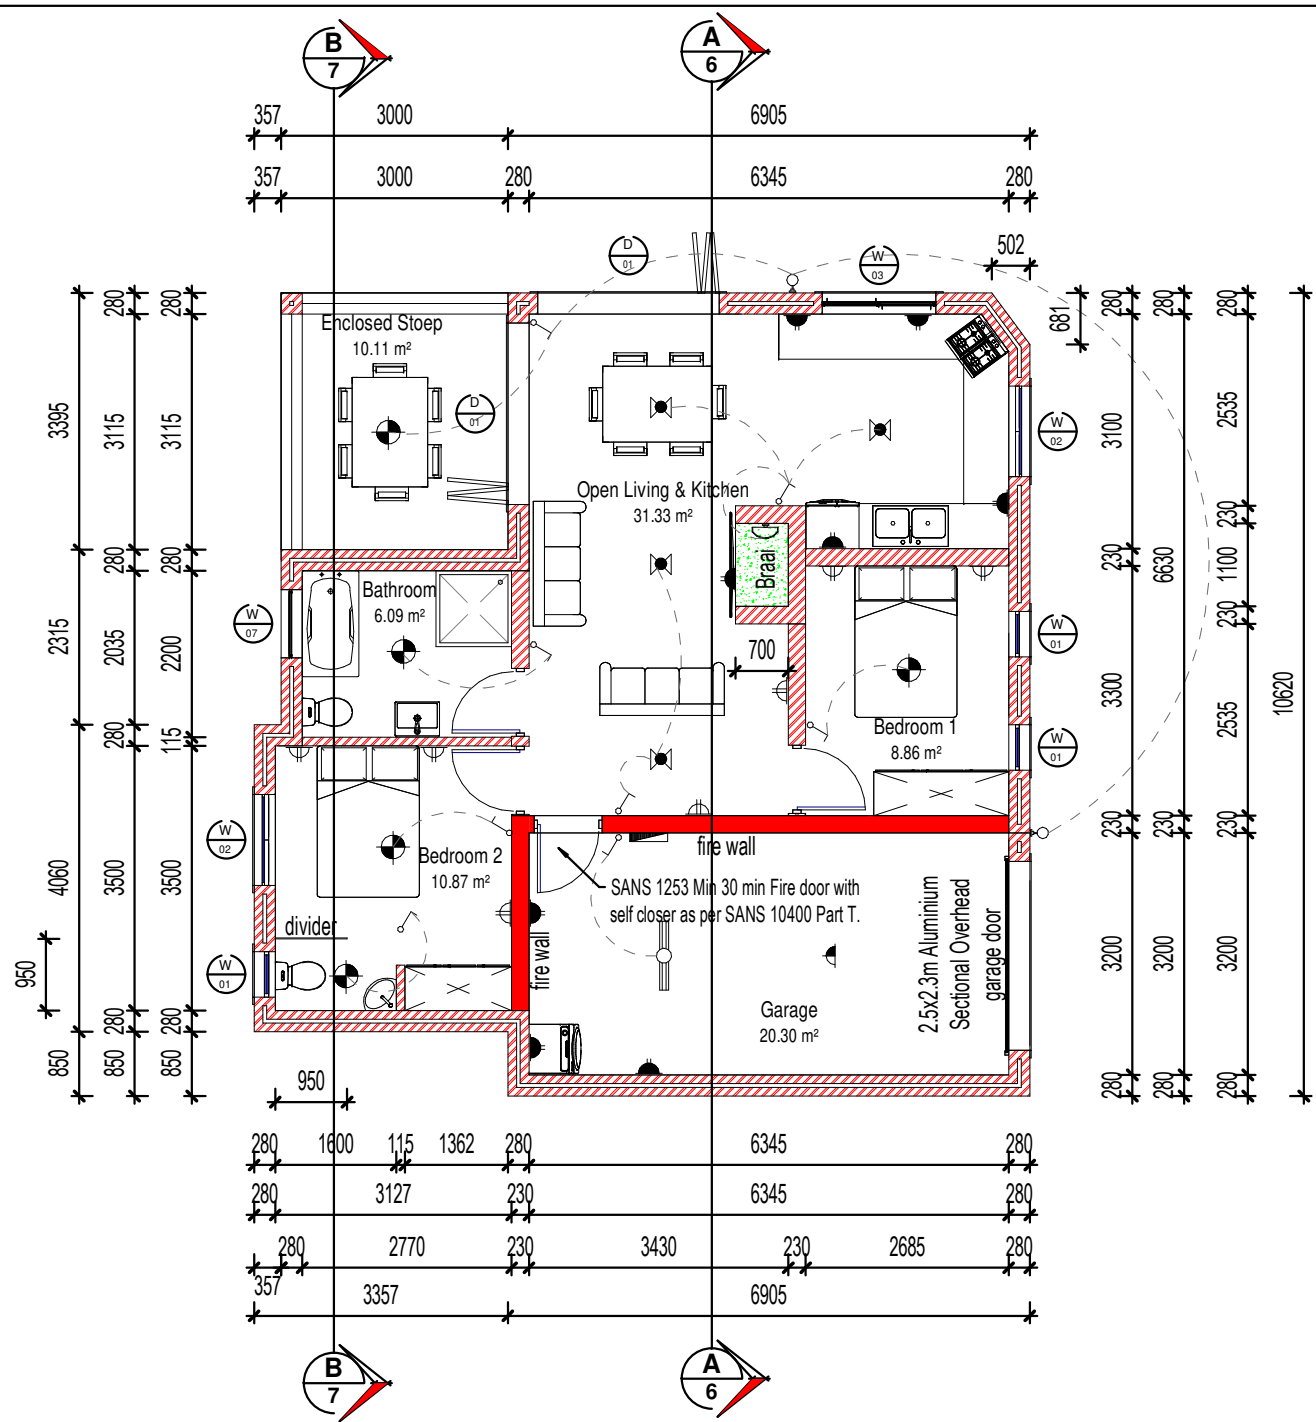 B
7
A
6
357 3000 6905
357 3000 280 6345 280
502
D
01
W
03
Enclosed Stoep
10.11 m²
D
01
W
02
Open Living & Kitchen
31.33 m²
Braai
Bathroom
6.09 m²
W
07
W
01
700
Bedroom 1
8.86 m²
W
01
W
02
Bedroom 2
10.87 m²
fire wall
SANS 1253 Min 30 min Fire door with
self closer as per SANS 10400 Part T.
divider
W
01
fire wall
Garage
20.30 m²
2.5x2.3m Aluminium
Sectional Overhead
garage door
3395
2315
4060
850
950
280
3115
280
2035
280
3500
280
850
280
3115
280
2200
115
3500
280
850
681
280
3100
230
3300
230
3200
280
280
6630
230
3200
280
280
2535
230
1100
230
2535
230
3200
280
10620
950
280 1600 115 1362 280 6345 280
280 3127 230 6345 280
280 2770 230 3430 230 2685 280
357 3357 6905
B
7
A
6